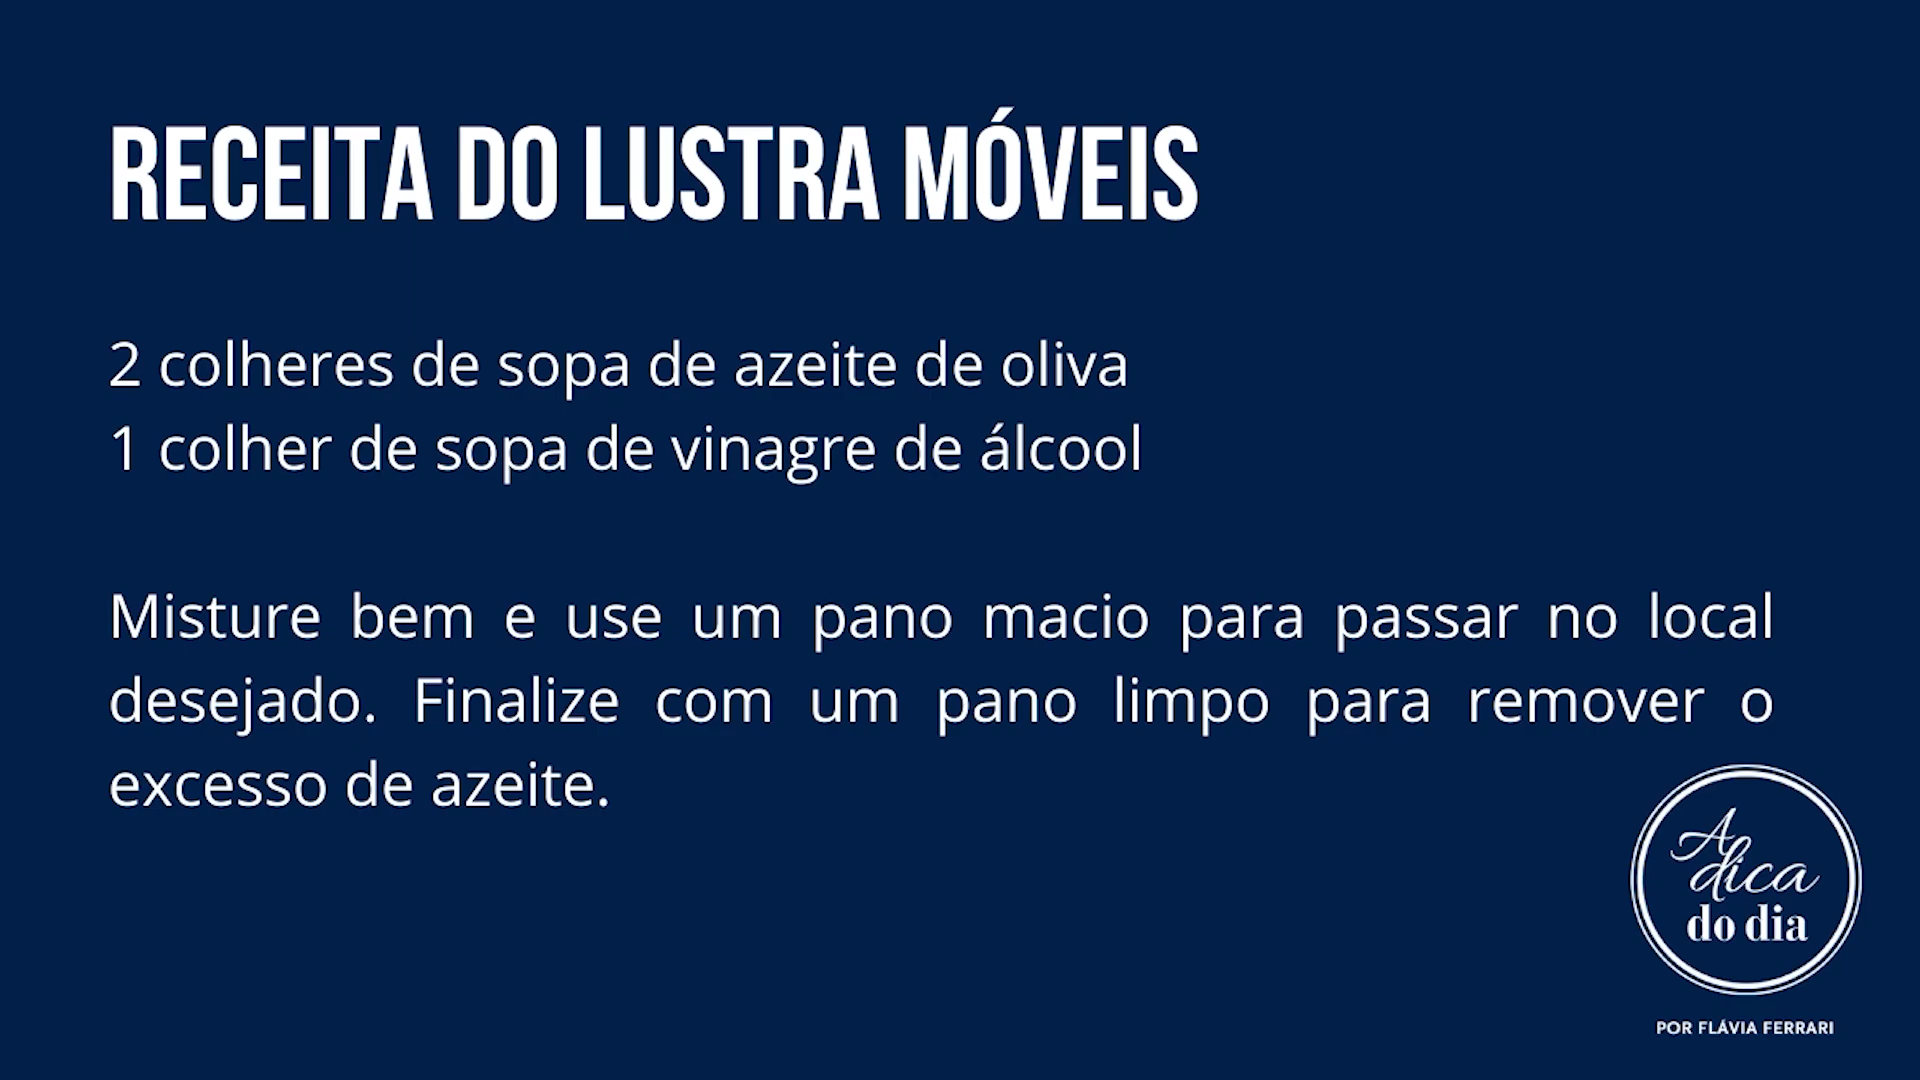 RECEITA DO LUSTRA MÓVEIS
2 colheres de sopa de azeite de oliva
1 colher de sopa de vinagre de álcool
Misture bem e use um pano macio para passar no local
desejado. Finalize com um pano limpo para remover o
excesso de azeite.
A
dica
do dia
POR FLÁVIA FERRARI